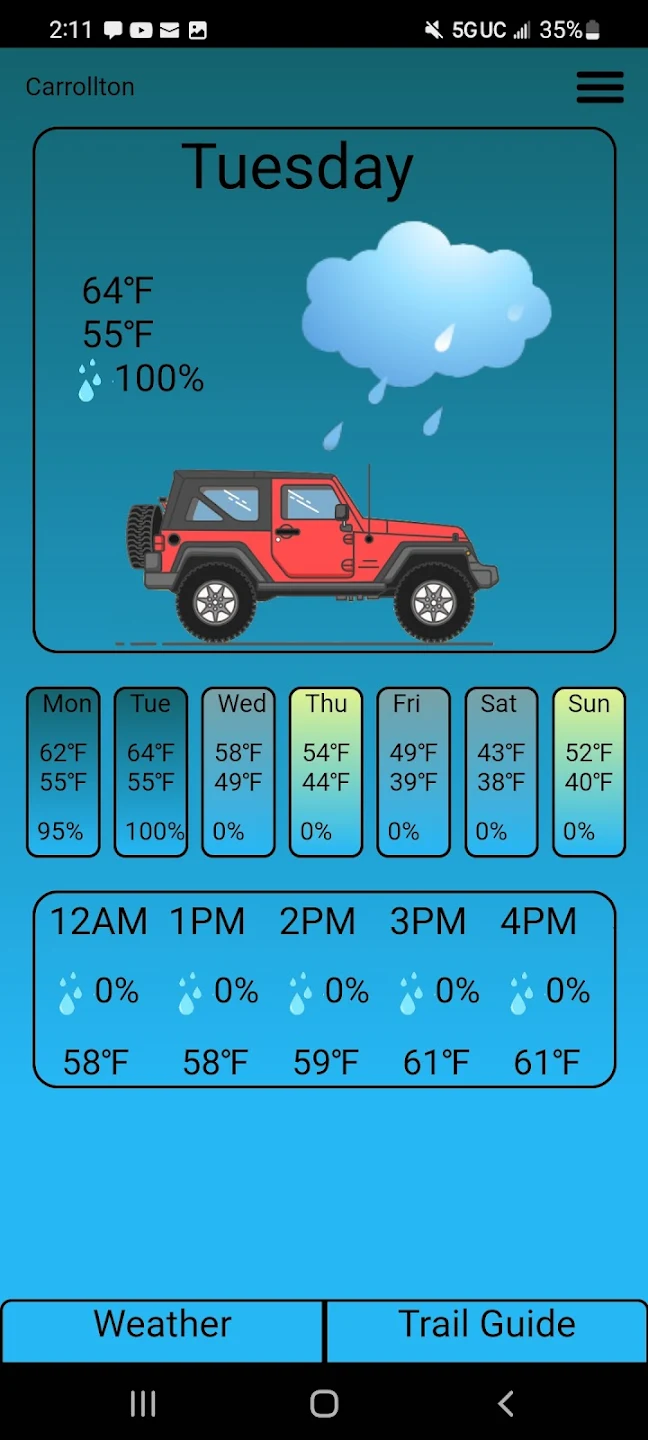 2:11 5GUC 35%
Carrollton
Tuesday
64°F
55°F
100%
Mon Tue Wed Thu Fri Sat Sun
62°F 64°F 58°F 54°F 49°F 43°F 52°F
55°F 55°F 49°F 44°F 39°F 38°F 40°F
95% 100% 0% 0% 0% 0% 0%
12AM 1PM 2PM 3PM 4PM
0% 0% 0% 0% 0%
58°F 58°F 59°F 61°F 61°F
Weather Trail Guide